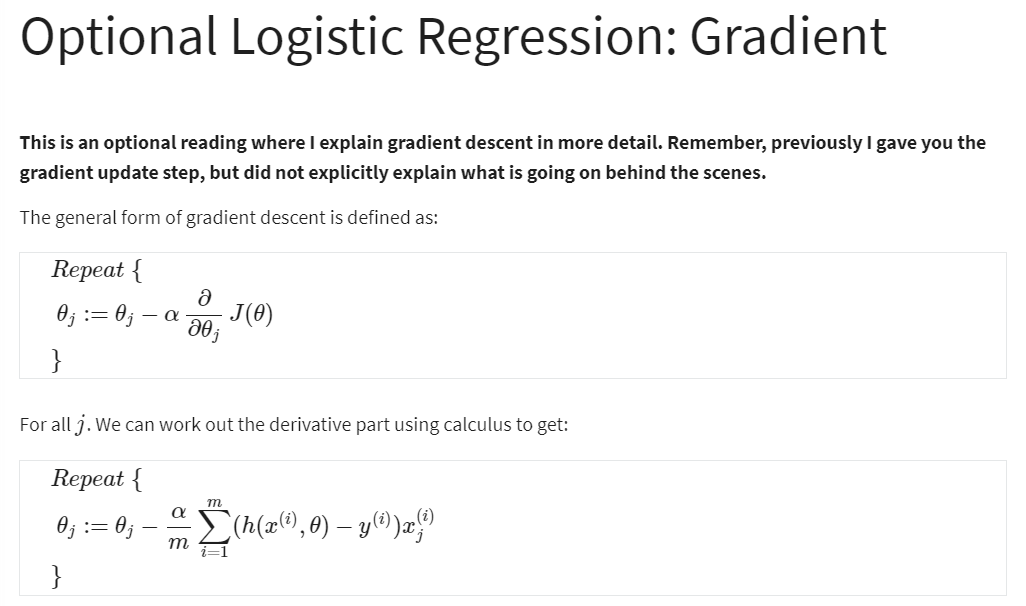 Optional Logistic Regression: Gradient
This is an optional reading where I explain gradient descent in more detail. Remember, previously I gave you the
gradient update step, but did not explicitly explain what is going on behind the scenes.
The general form of gradient descent is defined as:
Repeat {
θ_j := θ_j − α ∂/∂θ_j J(θ)
}
For all j. We can work out the derivative part using calculus to get:
Repeat {
θ_j := θ_j − α/m ∑_{i=1}^{m} (h(x^{(i)}, θ) − y^{(i)})x_j^{(i)}
}